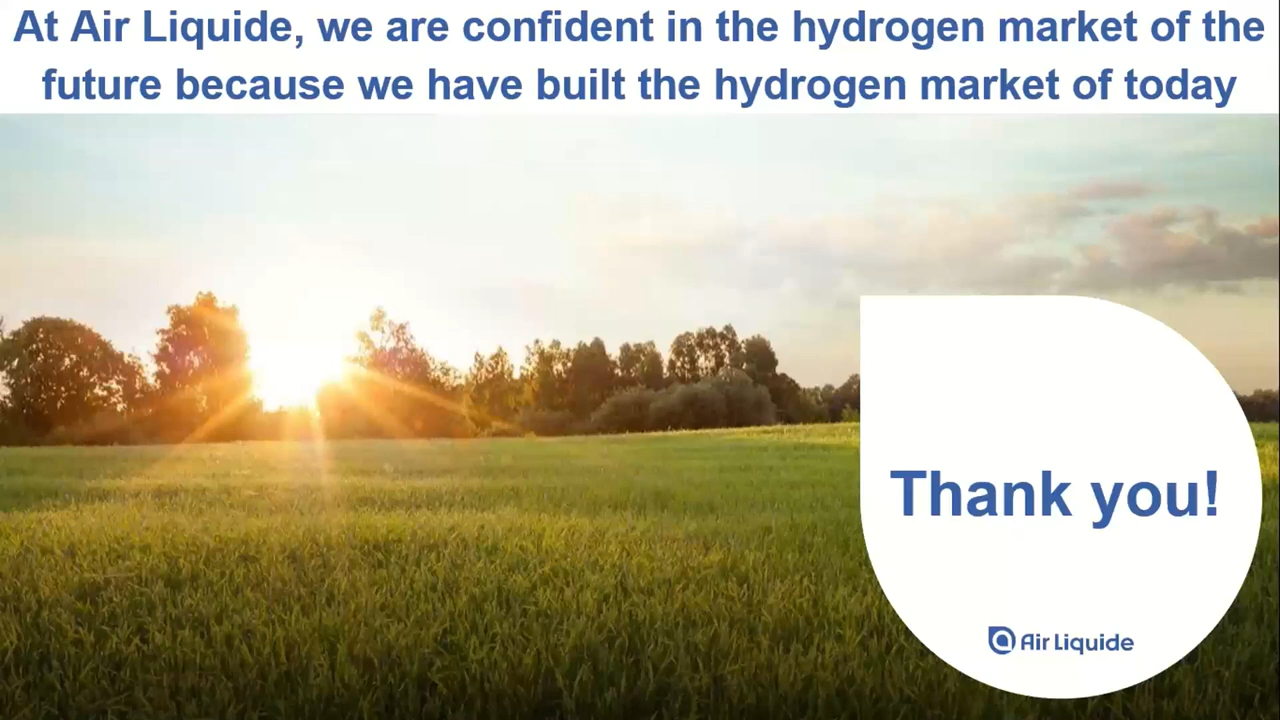 At Air Liquide, we are confident in the hydrogen market of the
future because we have built the hydrogen market of today
Thank you!
Air Liquide